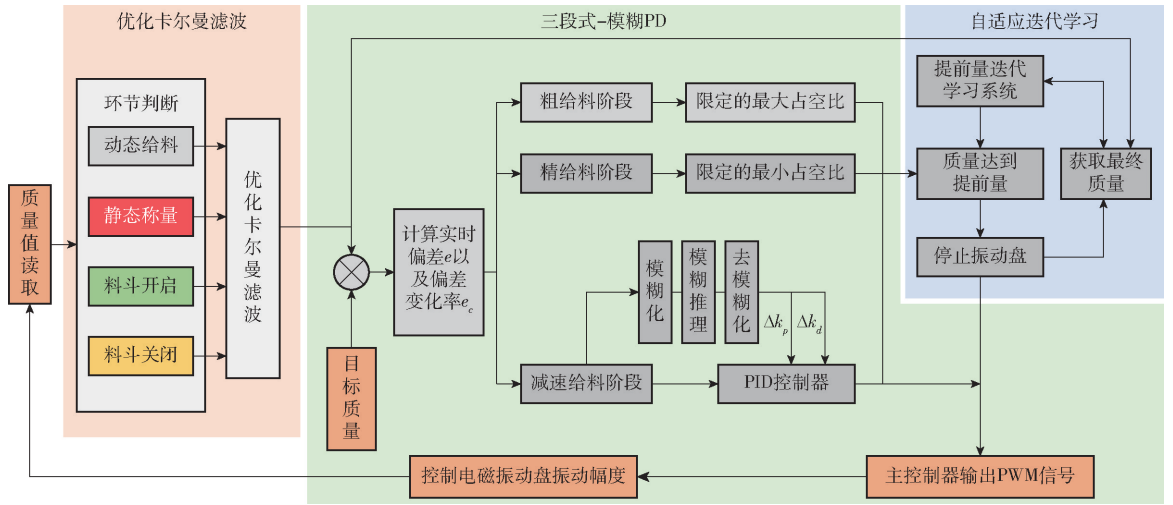 优化卡尔曼滤波
三段式-模糊PD
自适应迭代学习
环节判断
动态给料
静态称量
料斗开启
料斗关闭
质量值读取
优化卡尔曼滤波
目标质量
计算实时
偏差e以
及偏差
变化率e_c
粗给料阶段
限定的最大占空比
精给料阶段
限定的最小占空比
模糊化
模糊推理
去模糊化
Δk_p
Δk_d
减速给料阶段
PID控制器
提前量迭代
学习系统
质量达到
提前量
获取最终
质量
停止振动盘
控制电磁振动盘振动幅度
主控制器输出PWM信号